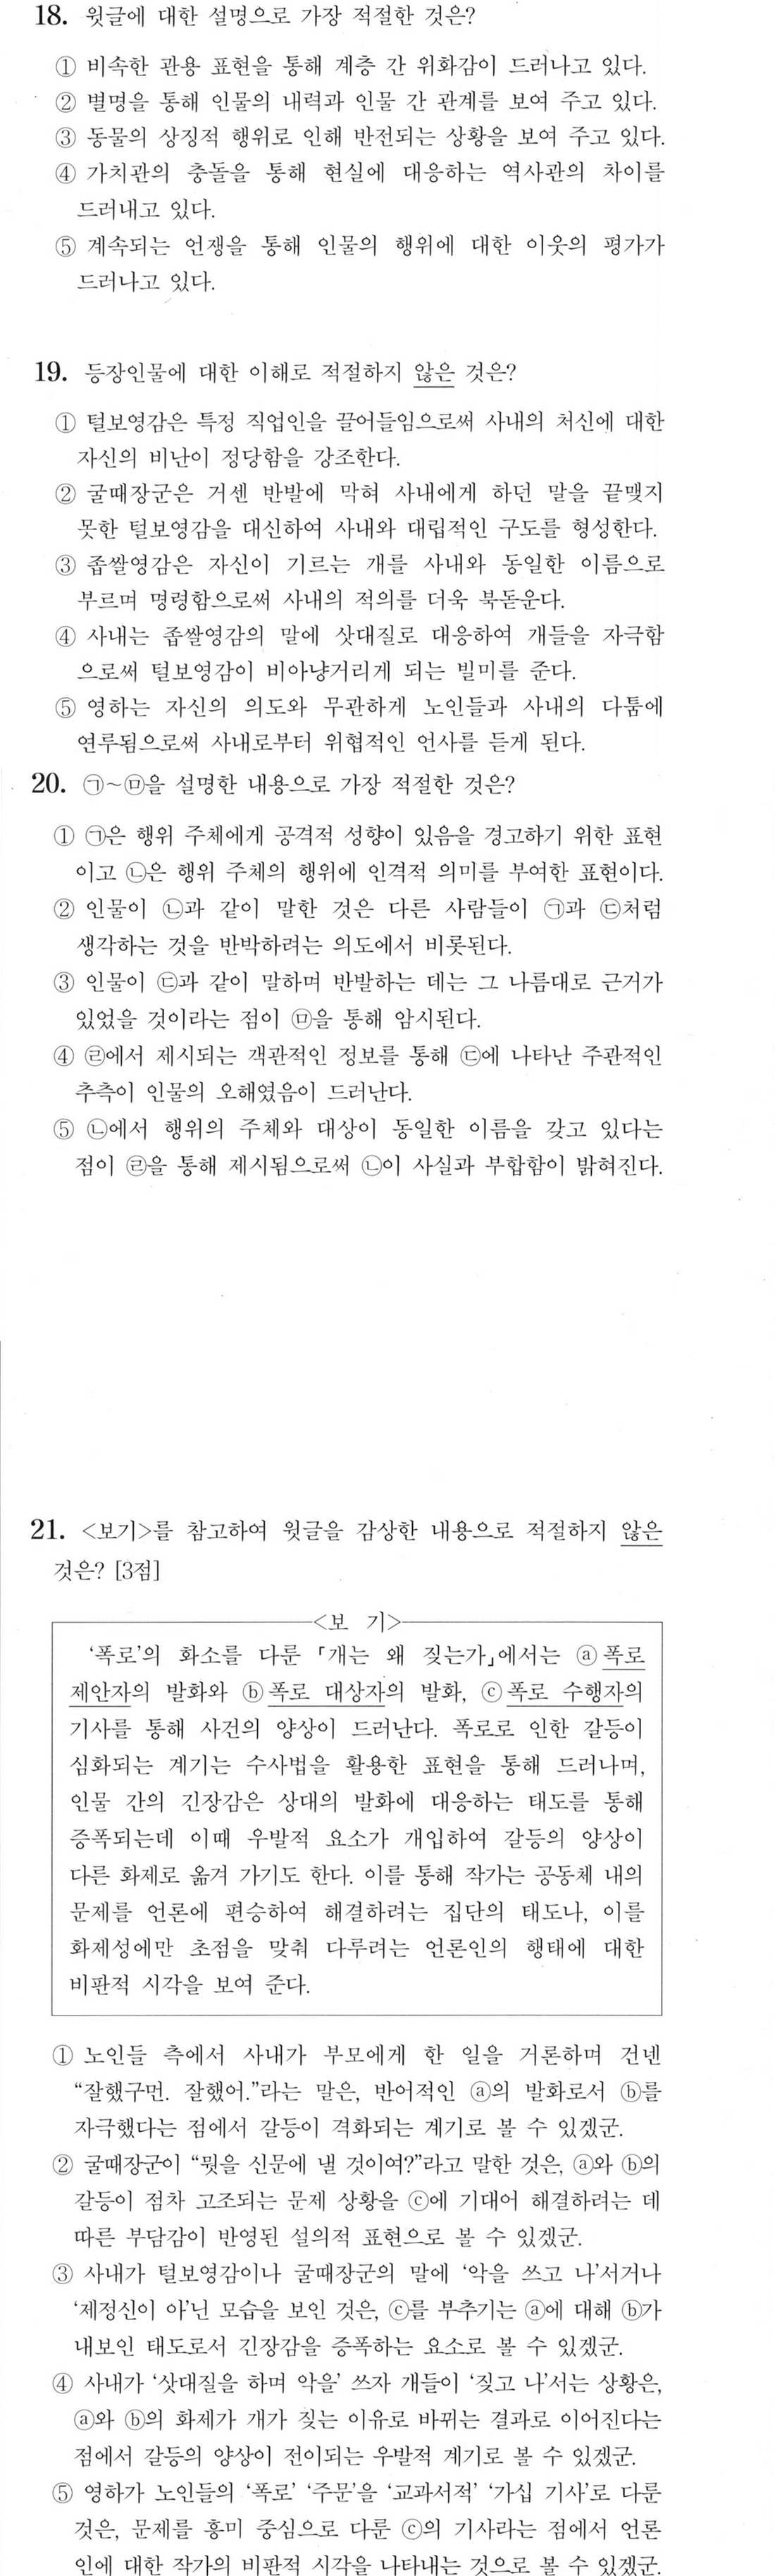 18. 윗글에 대한 설명으로 가장 적절한 것은?
① 비속한 관용 표현을 통해 계층 간 위화감이 드러나고 있다.
② 별명을 통해 인물의 내력과 인물 간 관계를 보여 주고 있다.
③ 동물의 상징적 행위로 인해 반전되는 상황을 보여 주고 있다.
④ 가치관의 충돌을 통해 현실에 대응하는 역사관의 차이를
드러내고 있다.
⑤ 계속되는 언쟁을 통해 인물의 행위에 대한 이웃의 평가가
드러나고 있다.
19. 등장인물에 대한 이해로 적절하지 않은 것은?
① 털보영감은 특정 직업인을 끌어들임으로써 사내의 처신에 대한
자신의 비난이 정당함을 강조한다.
② 굴때장군은 거센 반발에 막혀 사내에게 하던 말을 끝맺지
못한 털보영감을 대신하여 사내와 대립적인 구도를 형성한다.
③ 좁쌀영감은 자신이 기르는 개를 사내와 동일한 이름으로
부르며 명령함으로써 사내의 적의를 더욱 북돋운다.
④ 사내는 좁쌀영감의 말에 삿대질로 대응하여 개들을 자극함
으로써 털보영감이 비아냥거리게 되는 빌미를 준다.
⑤ 영하는 자신의 의도와 무관하게 노인들과 사내의 다툼에
연루됨으로써 사내로부터 위협적인 언사를 듣게 된다.
20. ㉠~㉤을 설명한 내용으로 가장 적절한 것은?
① ㉠은 행위 주체에게 공격적 성향이 있음을 경고하기 위한 표현
이고 ㉡은 행위 주체의 행위에 인격적 의미를 부여한 표현이다.
② 인물이 ㉡과 같이 말한 것은 다른 사람들이 ㉠과 ㉢처럼
생각하는 것을 반박하려는 의도에서 비롯된다.
③ 인물이 ㉢과 같이 말하며 반발하는 데는 그 나름대로 근거가
있었을 것이라는 점이 ㉤을 통해 암시된다.
④ ㉣에서 제시되는 객관적인 정보를 통해 ㉢에 나타난 주관적인
추측이 인물의 오해였음이 드러난다.
⑤ ㉡에서 행위의 주체와 대상이 동일한 이름을 갖고 있다는
점이 ㉣을 통해 제시됨으로써 ㉡이 사실과 부합함이 밝혀진다.
21. <보기>를 참고하여 윗글을 감상한 내용으로 적절하지 않은
것은? [3점]
<보 기>
‘폭로’의 화소를 다룬 「개는 왜 짖는가」에서는 ⓐ 폭로
제안자의 발화와 ⓑ 폭로 대상자의 발화, ⓒ 폭로 수행자의
기사를 통해 사건의 양상이 드러난다. 폭로로 인한 갈등이
심화되는 계기는 수사법을 활용한 표현을 통해 드러나며,
인물 간의 긴장감은 상대의 발화에 대응하는 태도를 통해
증폭되는데 이때 우발적 요소가 개입하여 갈등의 양상이
다른 화제로 옮겨 가기도 한다. 이를 통해 작가는 공동체 내의
문제를 언론에 편승하여 해결하려는 집단의 태도나, 이를
화제성에만 초점을 맞춰 다루려는 언론인의 행태에 대한
비판적 시각을 보여 준다.
① 노인들 측에서 사내가 부모에게 한 일을 거론하며 건넨
“잘했구먼. 잘했어.”라는 말은, 반어적인 ⓐ의 발화로서 ⓑ를
자극했다는 점에서 갈등이 격화되는 계기로 볼 수 있겠군.
② 굴때장군이 “뭣을 신문에 낼 것이여?”라고 말한 것은, ⓐ와 ⓑ의
갈등이 점차 고조되는 문제 상황을 ⓒ에 기대어 해결하려는 데
따른 부담감이 반영된 설의적 표현으로 볼 수 있겠군.
③ 사내가 털보영감이나 굴때장군의 말에 ‘악을 쓰고 나’서거나
‘제정신이 아’닌 모습을 보인 것은, ⓒ를 부추기는 ⓐ에 대해 ⓑ가
내보인 태도로서 긴장감을 증폭하는 요소로 볼 수 있겠군.
④ 사내가 ‘삿대질을 하며 악을’ 쓰자 개들이 ‘짖고 나’서는 상황은,
ⓐ와 ⓑ의 화제가 개가 짖는 이유로 바뀌는 결과로 이어진다는
점에서 갈등의 양상이 전이되는 우발적 계기로 볼 수 있겠군.
⑤ 영하가 노인들의 ‘폭로’ ‘주문’을 ‘교과서적’ ‘가십 기사’로 다룬
것은, 문제를 흥미 중심으로 다룬 ⓒ의 기사라는 점에서 언론
인에 대한 작가의 비판적 시각을 나타내는 것으로 볼 수 있겠군.